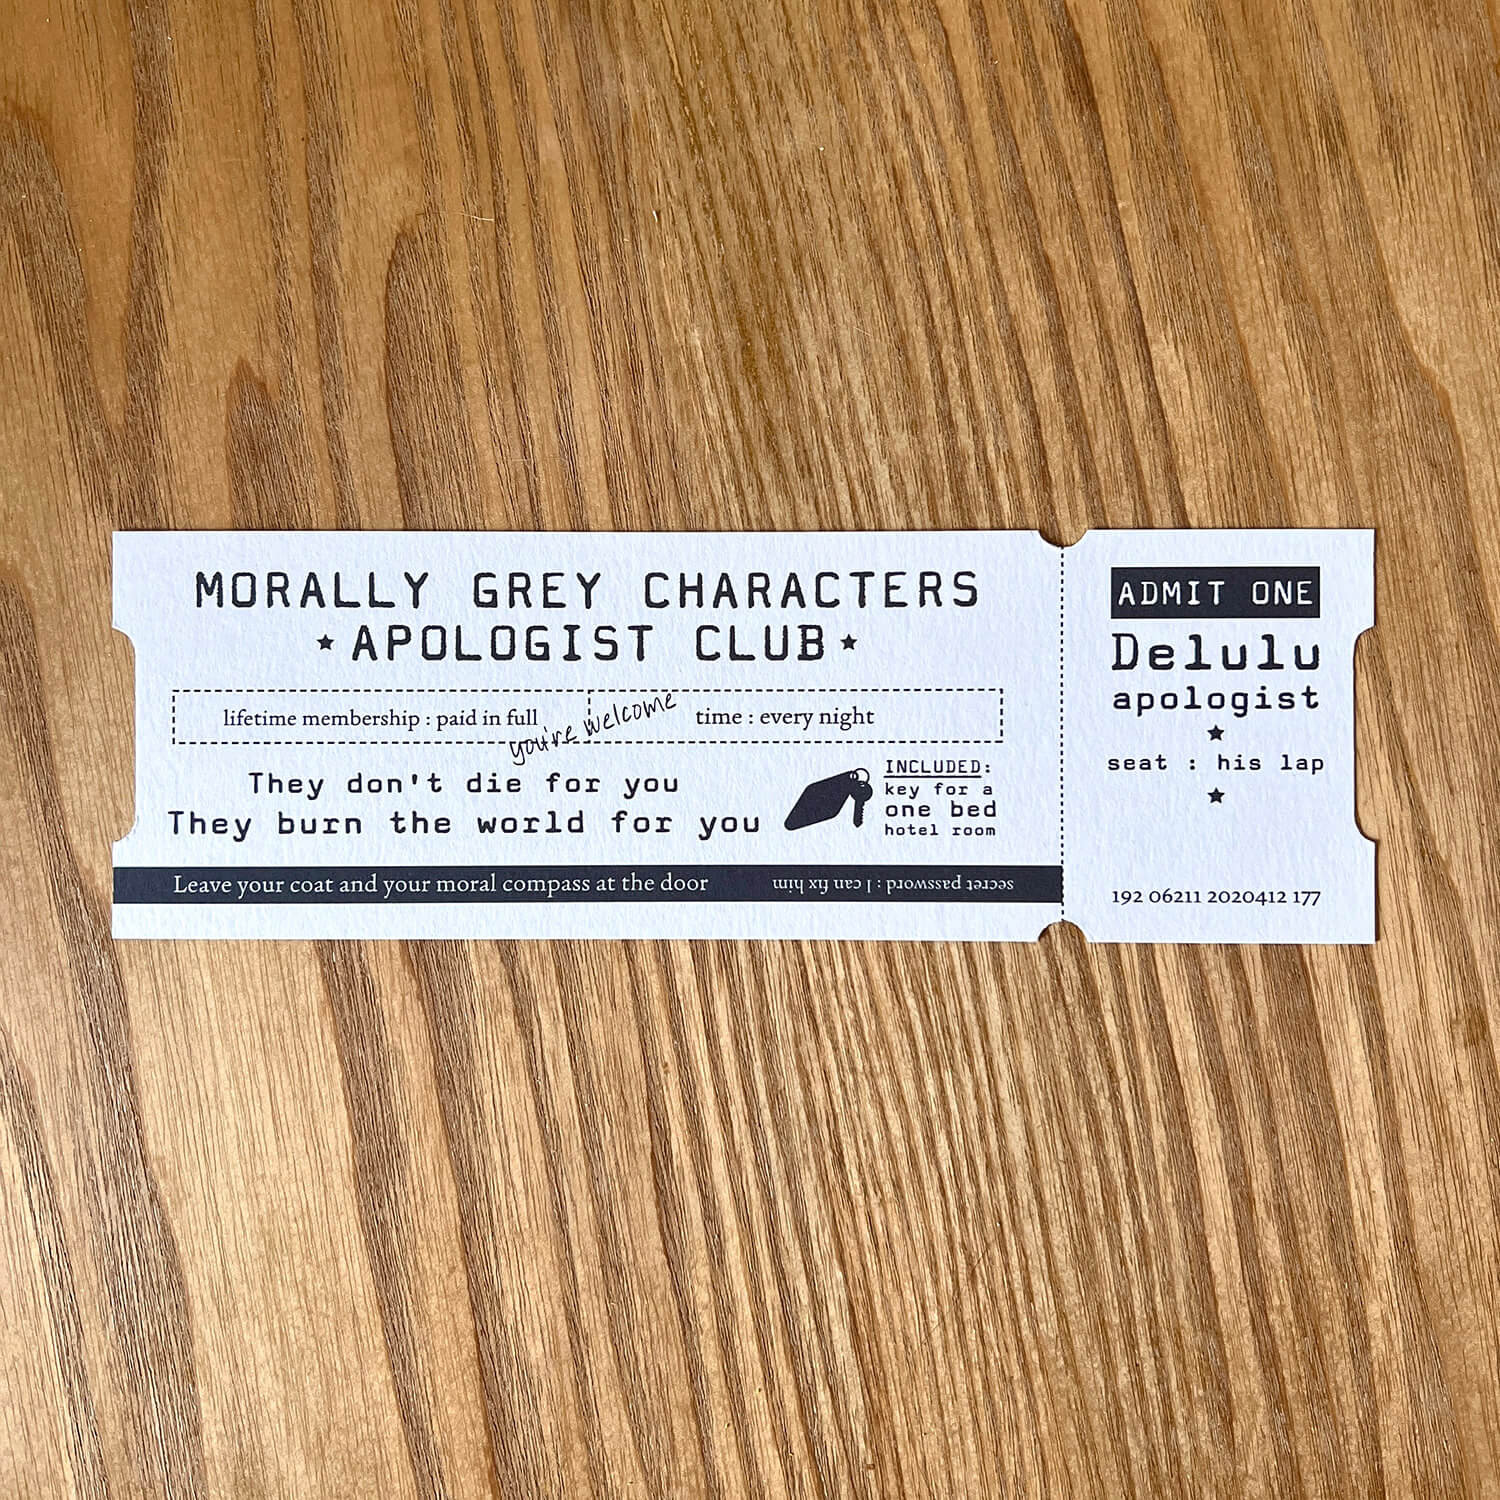 MORALLY GREY CHARACTERS
APOLOGIST CLUB
lifetime membership : paid in full
you're welcome
time : every night
They don't die for you
They burn the world for you
INCLUDED:
key for a
one bed
hotel room
Leave your coat and your moral compass at the door
secret password : I can fix him
ADMIT ONE
Delulu
apologist
seat : his lap
192 06211 2020412 177